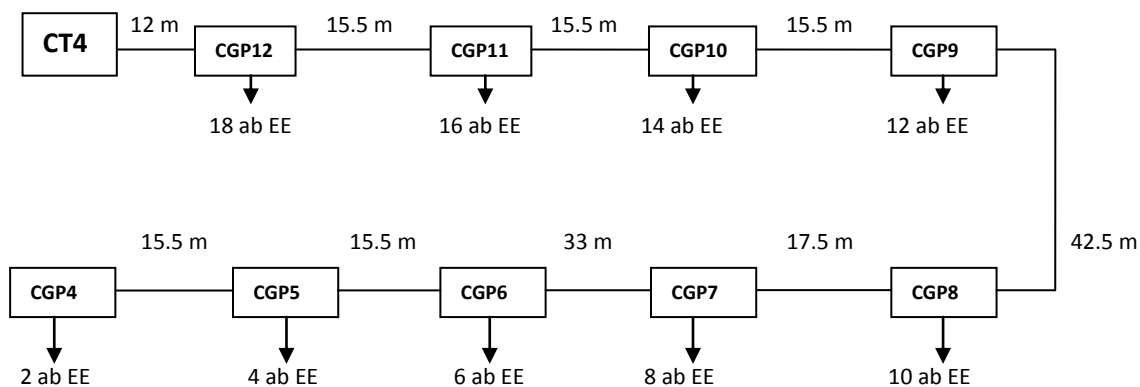 12 m 15.5 m 15.5 m 15.5 m
CT4 CGP12 CGP11 CGP10 CGP9
18 ab EE 16 ab EE 14 ab EE 12 ab EE
15.5 m 15.5 m 33 m 17.5 m 42.5 m
CGP4 CGP5 CGP6 CGP7 CGP8
2 ab EE 4 ab EE 6 ab EE 8 ab EE 10 ab EE